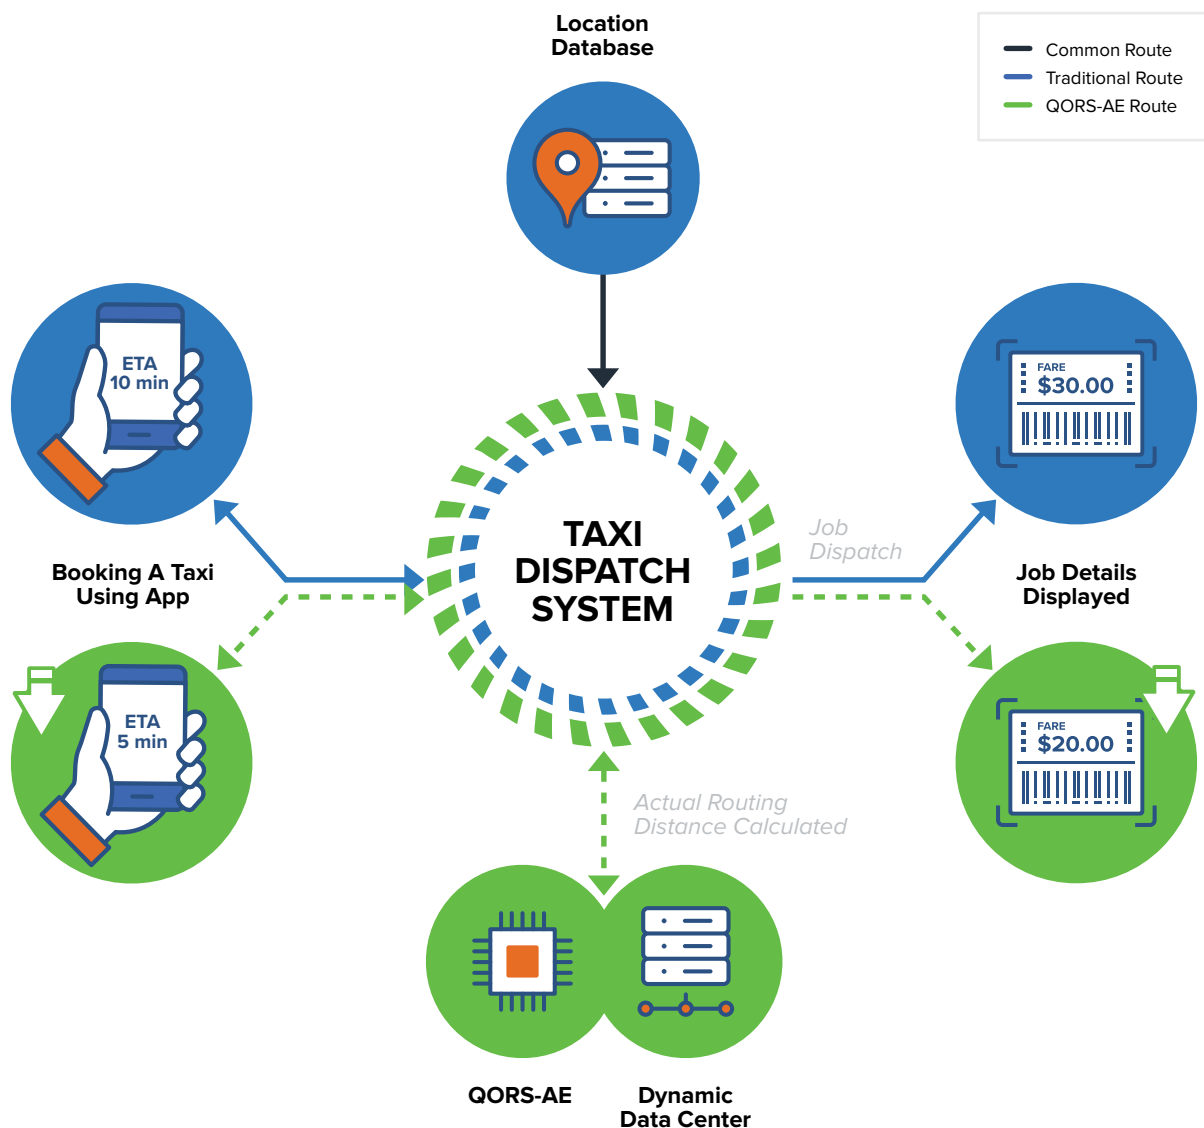 Location
Database
Common Route
Traditional Route
QORS-AE Route
ETA
10 min
FARE
$30.00
TAXI
DISPATCH
SYSTEM
Job
Dispatch
Booking A Taxi
Using App
Job Details
Displayed
ETA
5 min
FARE
$20.00
Actual Routing
Distance Calculated
QORS-AE
Dynamic
Data Center